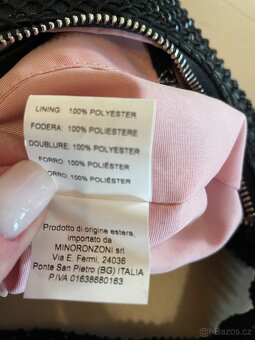 LINING: 100% POLYESTER
FODERA: 100% POLIESTERE
DOUBLURE: 100% POLYESTER
FORRO: 100% POLIÉSTER
ORRO: 100% POLIÉSTER
Prodotto di origine estera,
importato da
MINORONZONI srl
Via E. Fermi, 24036
Ponte San Pietro (BG) ITALIA
P.IVA 01638680163
Bazos.cz